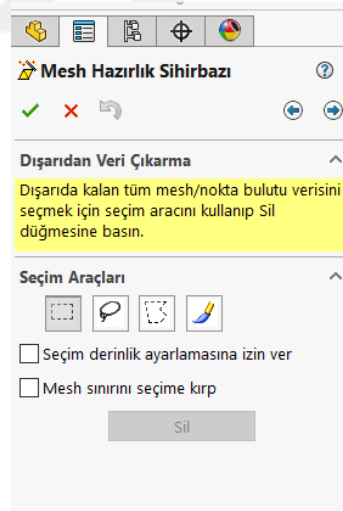 Mesh Hazırlık Sihirbazı
Dışarıdan Veri Çıkarma
Dışarıda kalan tüm mesh/nokta bulutu verisini
seçmek için seçim aracını kullanıp Sil
düğmesine basın.
Seçim Araçları
Seçim derinlik ayarlamasına izin ver
Mesh sınırını seçime kırp
Sil